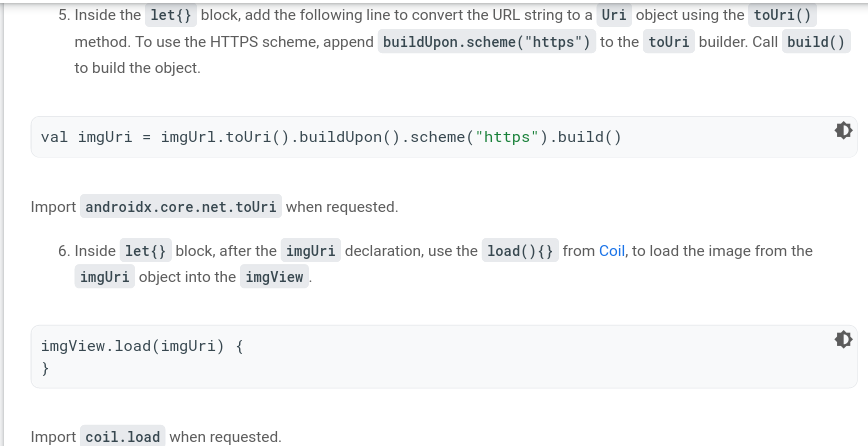 5. Inside the let{} block, add the following line to convert the URL string to a Uri object using the toUri()
method. To use the HTTPS scheme, append buildUpon.scheme("https") to the toUri builder. Call build()
to build the object.
val imgUri = imgUrl.toUri().buildUpon().scheme("https").build()
Import androidx.core.net.toUri when requested.
6. Inside let{} block, after the imgUri declaration, use the load(){} from Coil, to load the image from the
imgUri object into the imgView.
imgView.load(imgUri) {
}
Import coil.load when requested.